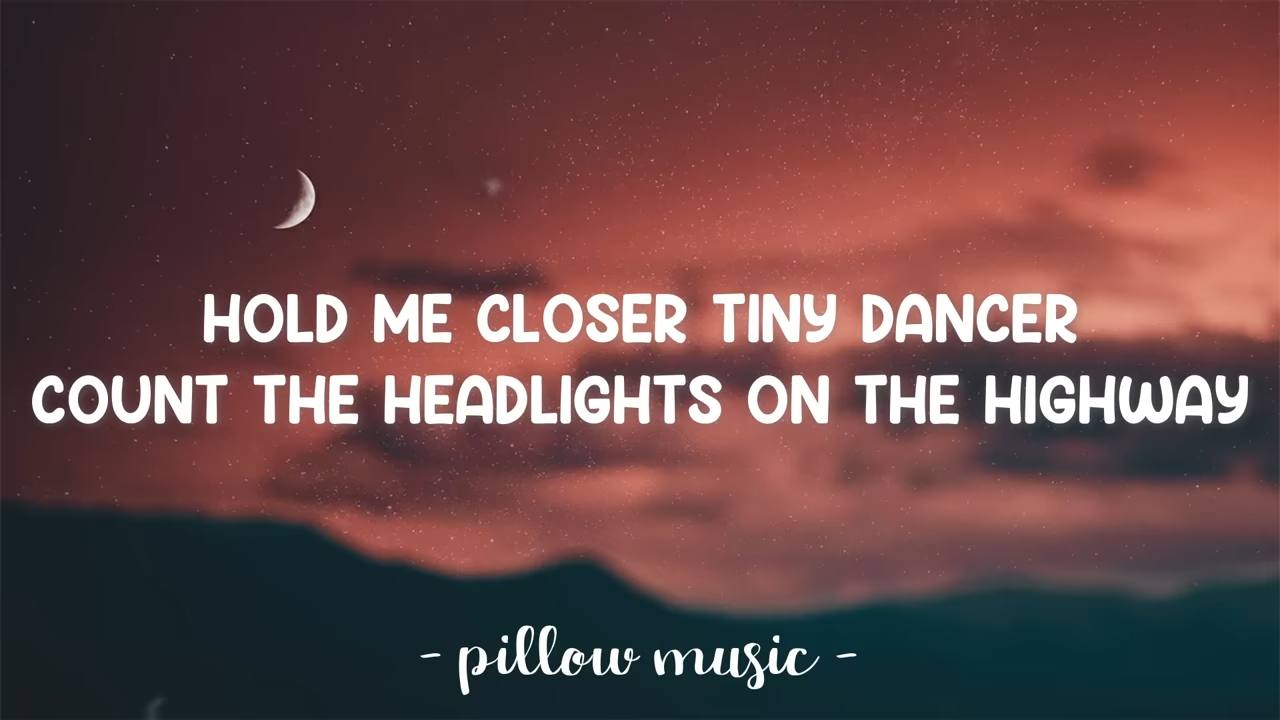 HOLD ME CLOSER TINY DANCER
COUNT THE HEADLIGHTS ON THE HIGHWAY
- pillow music -